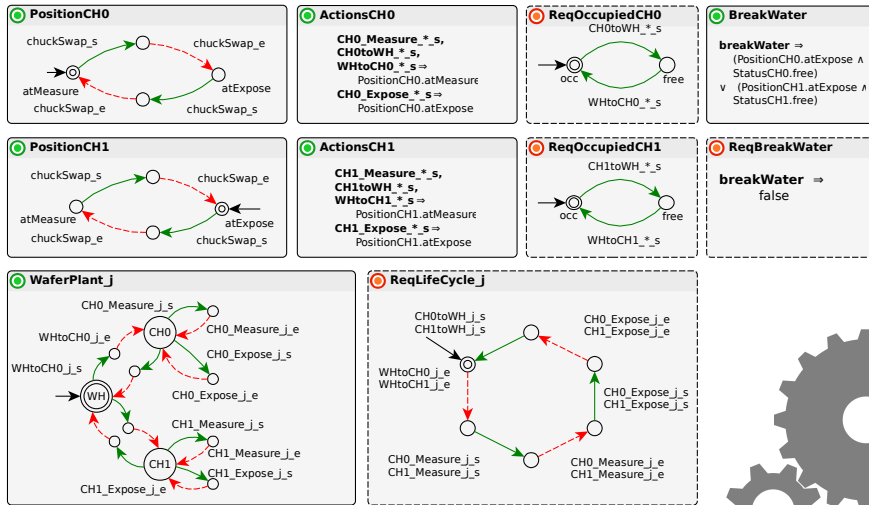 PositionCH0
chuckSwap_s
chuckSwap_e
atMeasure
atExpose
chuckSwap_e
chuckSwap_s
ActionsCH0
CH0_Measure_*_s,
CH0toWH_*_s,
WHtoCH0_*_s ⇒
PositionCH0.atMeasure
CH0_Expose_*_s ⇒
PositionCH0.atExpose
ReqOccupiedCH0
CH0toWH_*_s
occ
free
WHtoCH0_*_s
BreakWater
breakWater ⇒
(PositionCH0.atExpose ∧
StatusCH0.free)
∨ (PositionCH1.atExpose ∧
StatusCH1.free)
PositionCH1
chuckSwap_s
chuckSwap_e
atMeasure
atExpose
chuckSwap_e
chuckSwap_s
ActionsCH1
CH1_Measure_*_s,
CH1toWH_*_s,
WHtoCH1_*_s ⇒
PositionCH1.atMeasure
CH1_Expose_*_s ⇒
PositionCH1.atExpose
ReqOccupiedCH1
CH1toWH_*_s
occ
free
WHtoCH1_*_s
ReqBreakWater
breakWater ⇒
false
WaferPlant_j
CH0_Measure_j_s
WHtoCH0_j_e
CH0
CH0_Measure_j_e
CH0_Expose_j_s
WHtoCH0_j_s
CH0_Expose_j_e
WH
CH1_Measure_j_s
CH1_Measure_j_e
CH1
CH1_Expose_j_s
CH1_Expose_j_e
ReqLifeCycle_j
CH0toWH_j_s
CH1toWH_j_s
CH0_Expose_j_e
CH1_Expose_j_e
WHtoCH0_j_e
WHtoCH1_j_e
CH0_Expose_j_s
CH1_Expose_j_s
CH0_Measure_j_s
CH1_Measure_j_s
CH0_Measure_j_e
CH1_Measure_j_e